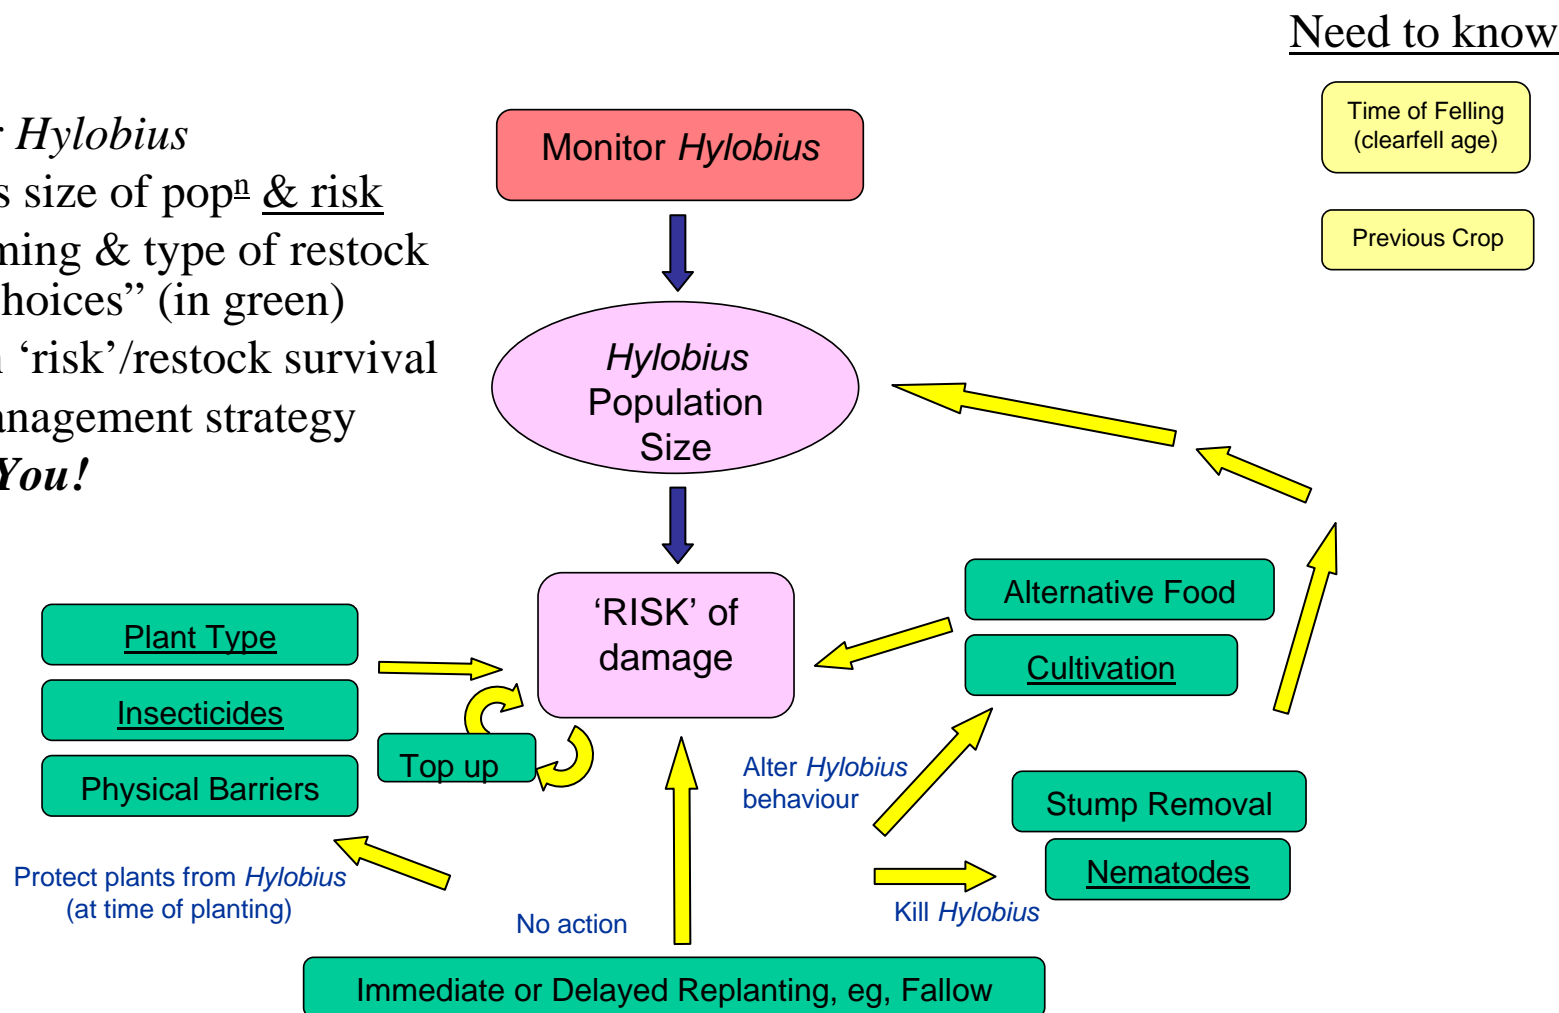 Need to know
Time of Felling
(clearfell age)
Previous Crop
Hylobius
s size of popⁿ & risk
ming & type of restock
hoices” (in green)
‘risk’/restock survival
anagement strategy
You!
Monitor Hylobius
Hylobius
Population
Size
‘RISK’ of
damage
Plant Type
Insecticides
Physical Barriers
Top up
Alternative Food
Cultivation
Alter Hylobius
behaviour
Stump Removal
Nematodes
Kill Hylobius
Protect plants from Hylobius
(at time of planting)
No action
Immediate or Delayed Replanting, eg, Fallow